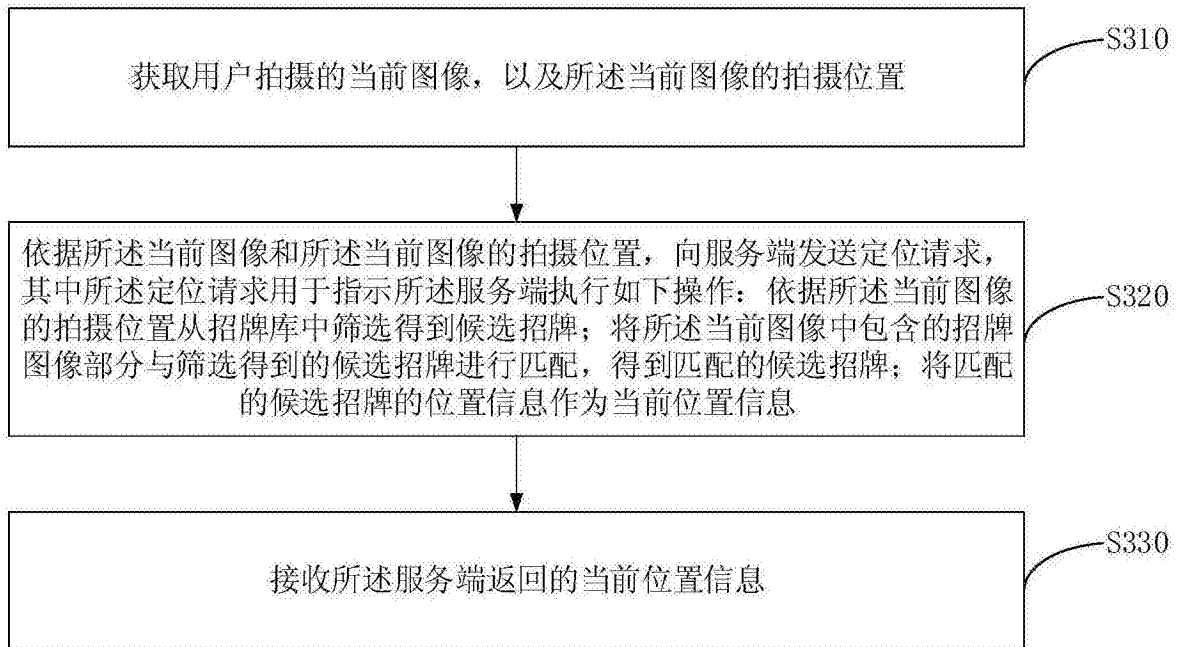 获取用户拍摄的当前图像，以及所述当前图像的拍摄位置
S310
依据所述当前图像和所述当前图像的拍摄位置，向服务端发送定位请求，
其中所述定位请求用于指示所述服务端执行如下操作：依据所述当前图像
的拍摄位置从招牌库中筛选得到候选招牌；将所述当前图像中包含的招牌
图像部分与筛选得到的候选招牌进行匹配，得到匹配的候选招牌；将匹配
的候选招牌的位置信息作为当前位置信息
S320
接收所述服务端返回的当前位置信息
S330